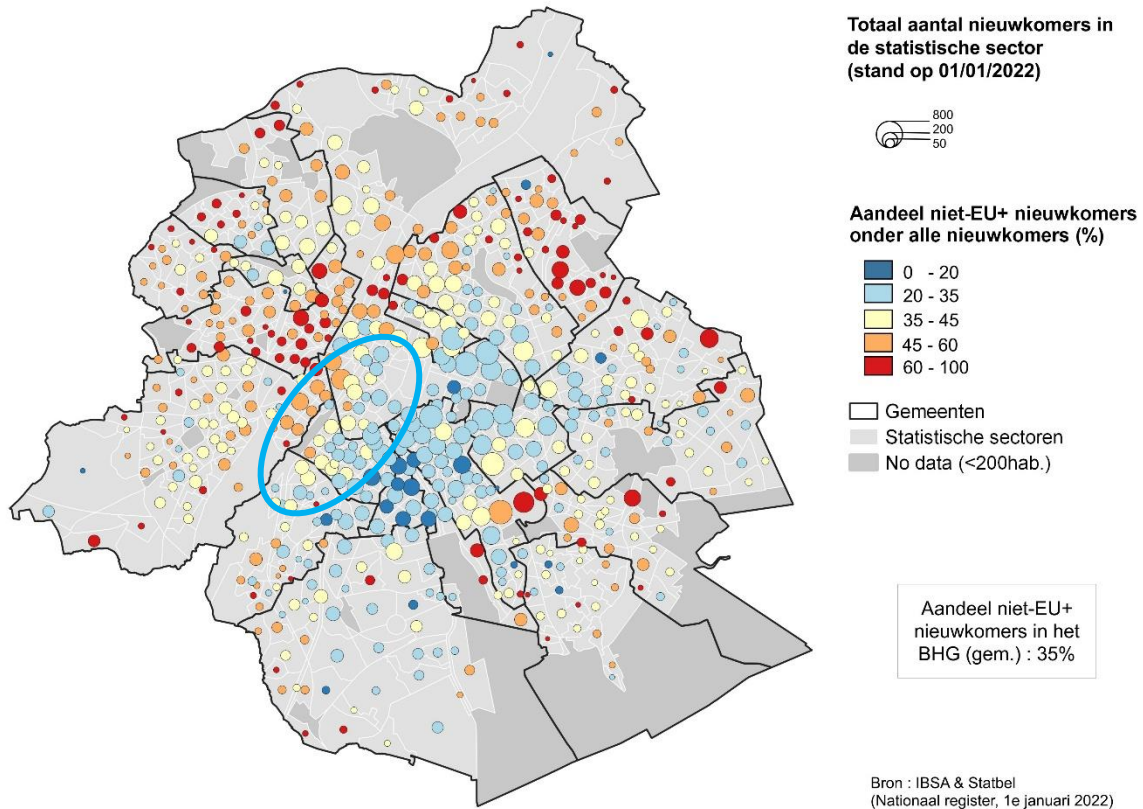 Totaal aantal nieuwkomers in
de statistische sector
(stand op 01/01/2022)
800
200
50
Aandeel niet-EU+ nieuwkomers
onder alle nieuwkomers (%)
0 - 20
20 - 35
35 - 45
45 - 60
60 - 100
Gemeenten
Statistische sectoren
No data (<200hab.)
Aandeel niet-EU+
nieuwkomers in het
BHG (gem.) : 35%
Bron : IBSA & Statbel
(Nationaal register, 1e januari 2022)